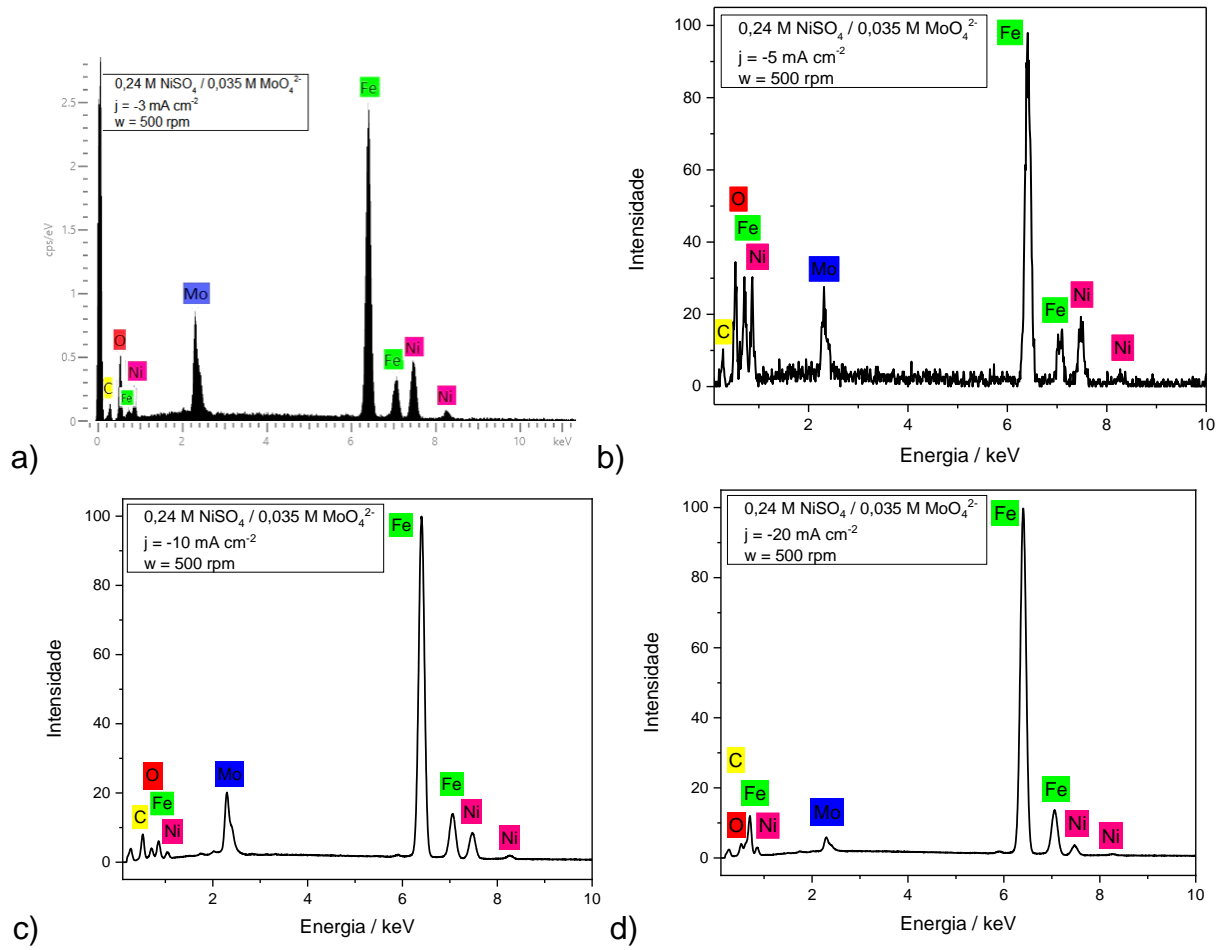 0,24 M NiSO4 / 0,035 M MoO4 2-
j = -3 mA cm-2
w = 500 rpm
2.5
2
1.5
1
0.5
0
cps/eV
C
O
Fe
Ni
Mo
Fe
Fe
Ni
Ni
0 2 4 6 8 10 keV
a)
0,24 M NiSO4 / 0,035 M MoO4 2-
j = -5 mA cm-2
w = 500 rpm
100
80
60
40
20
0
Intensidade
C
O
Fe
Ni
Mo
Fe
Fe
Ni
Ni
2 4 6 8 10
Energia / keV
b)
0,24 M NiSO4 / 0,035 M MoO4 2-
j = -10 mA cm-2
w = 500 rpm
100
80
60
40
20
0
Intensidade
C
O
Fe
Ni
Mo
Fe
Fe
Ni
Ni
2 4 6 8 10
Energia / keV
c)
0,24 M NiSO4 / 0,035 M MoO4 2-
j = -20 mA cm-2
w = 500 rpm
100
80
60
40
20
0
Intensidade
C
O
Fe
Ni
Mo
Fe
Fe
Ni
Ni
2 4 6 8 10
Energia / keV
d)